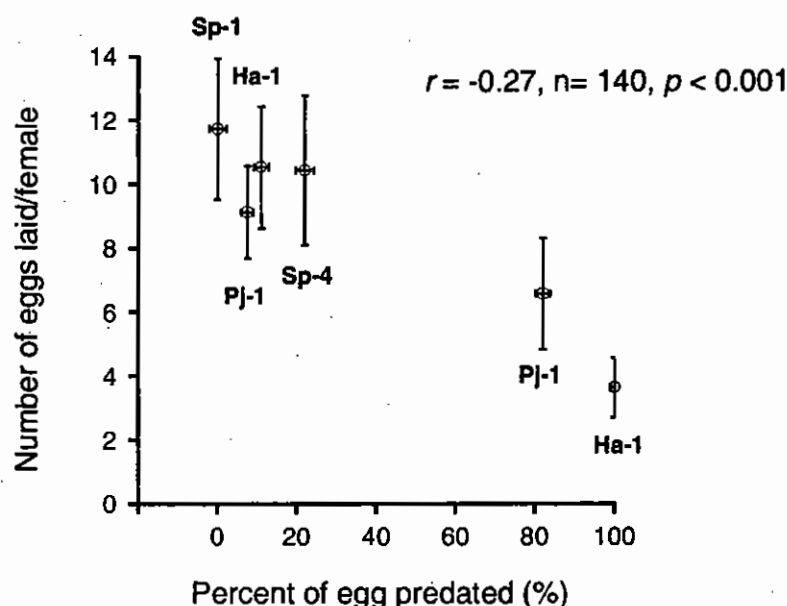 Sp-1
Ha-1
r = -0.27, n= 140, p < 0.001
14
12
10
8
6
4
2
0
Number of eggs laid/female
Pj-1
Sp-4
Pj-1
Ha-1
0 20 40 60 80 100
Percent of egg predated (%)